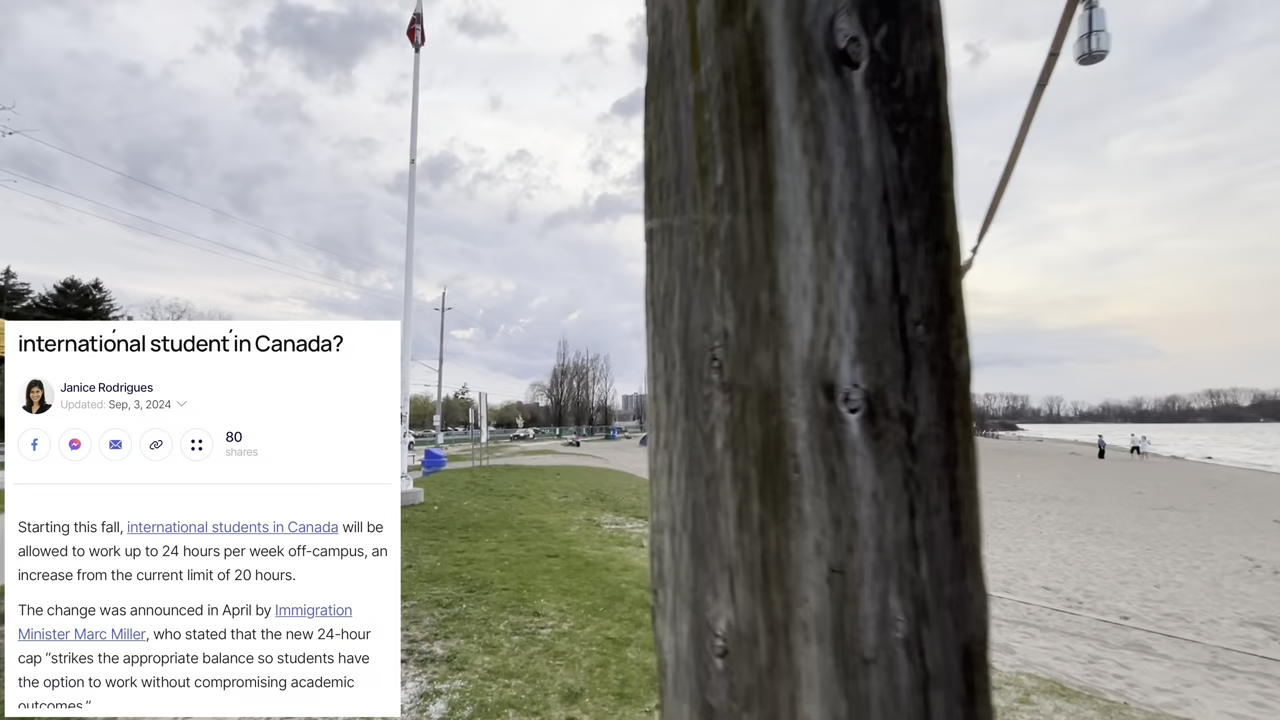 international student in Canada?
Janice Rodrigues
Updated: Sep, 3, 2024
80
shares
Starting this fall, international students in Canada will be
allowed to work up to 24 hours per week off-campus, an
increase from the current limit of 20 hours.
The change was announced in April by Immigration
Minister Marc Miller, who stated that the new 24-hour
cap “strikes the appropriate balance so students have
the option to work without compromising academic
outcomes.”